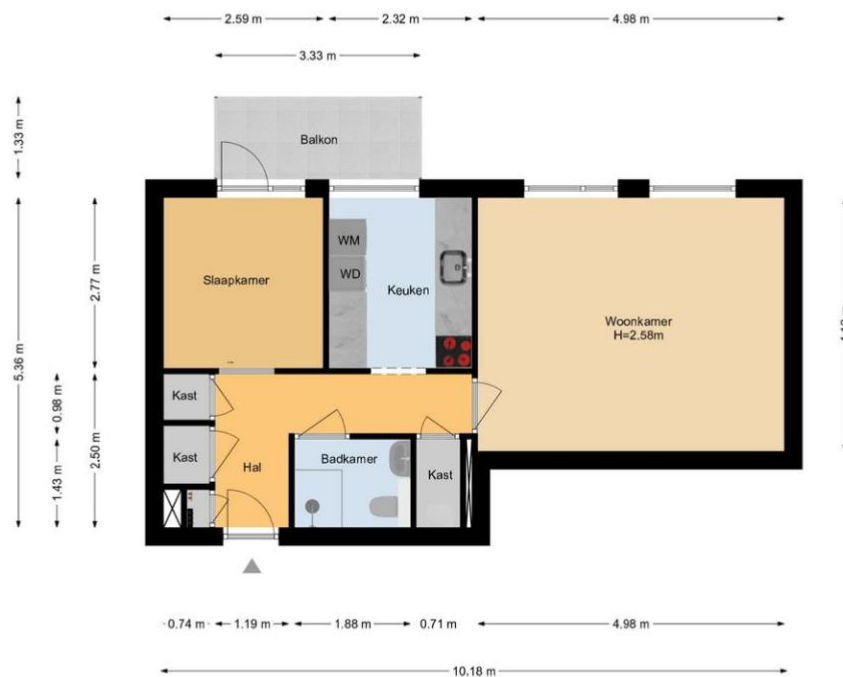 2.59 m
2.32 m
4.98 m
3.33 m
1.33 m
Balkon
WM
WD
Slaapkamer
Keuken
Woonkamer
H=2.58m
5.36 m
2.77 m
0.98 m
2.50 m
1.43 m
Kast
Kast
Hal
Badkamer
Kast
0.74 m
1.19 m
1.88 m
0.71 m
4.98 m
10.18 m